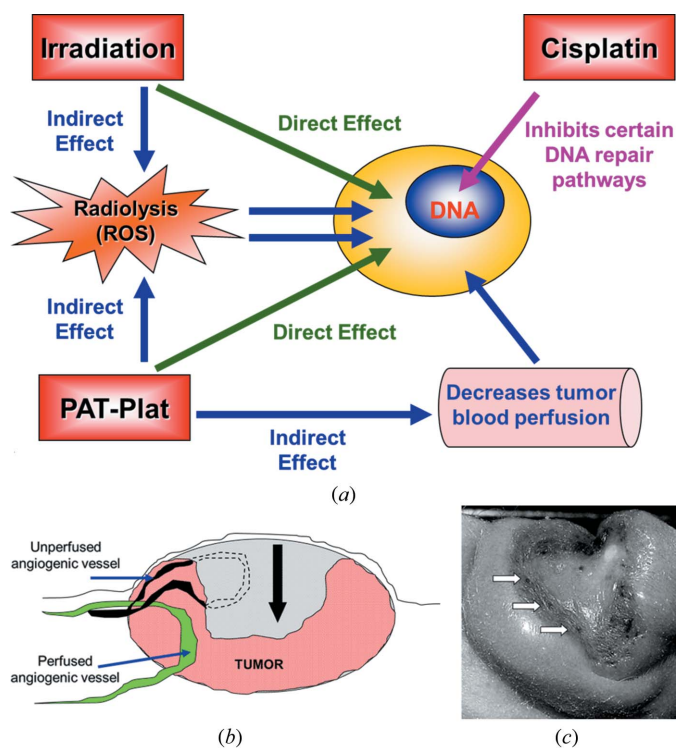 Irradiation
Cisplatin
Indirect
Effect
Direct Effect
Inhibits certain
DNA repair
pathways
Radiolysis
(ROS)
DNA
Indirect
Effect
Direct Effect
PAT-Plat
Decreases tumor
blood perfusion
Indirect
Effect
(a)
Unperfused
angiogenic vessel
Perfused
angiogenic vessel
TUMOR
(b)
(c)